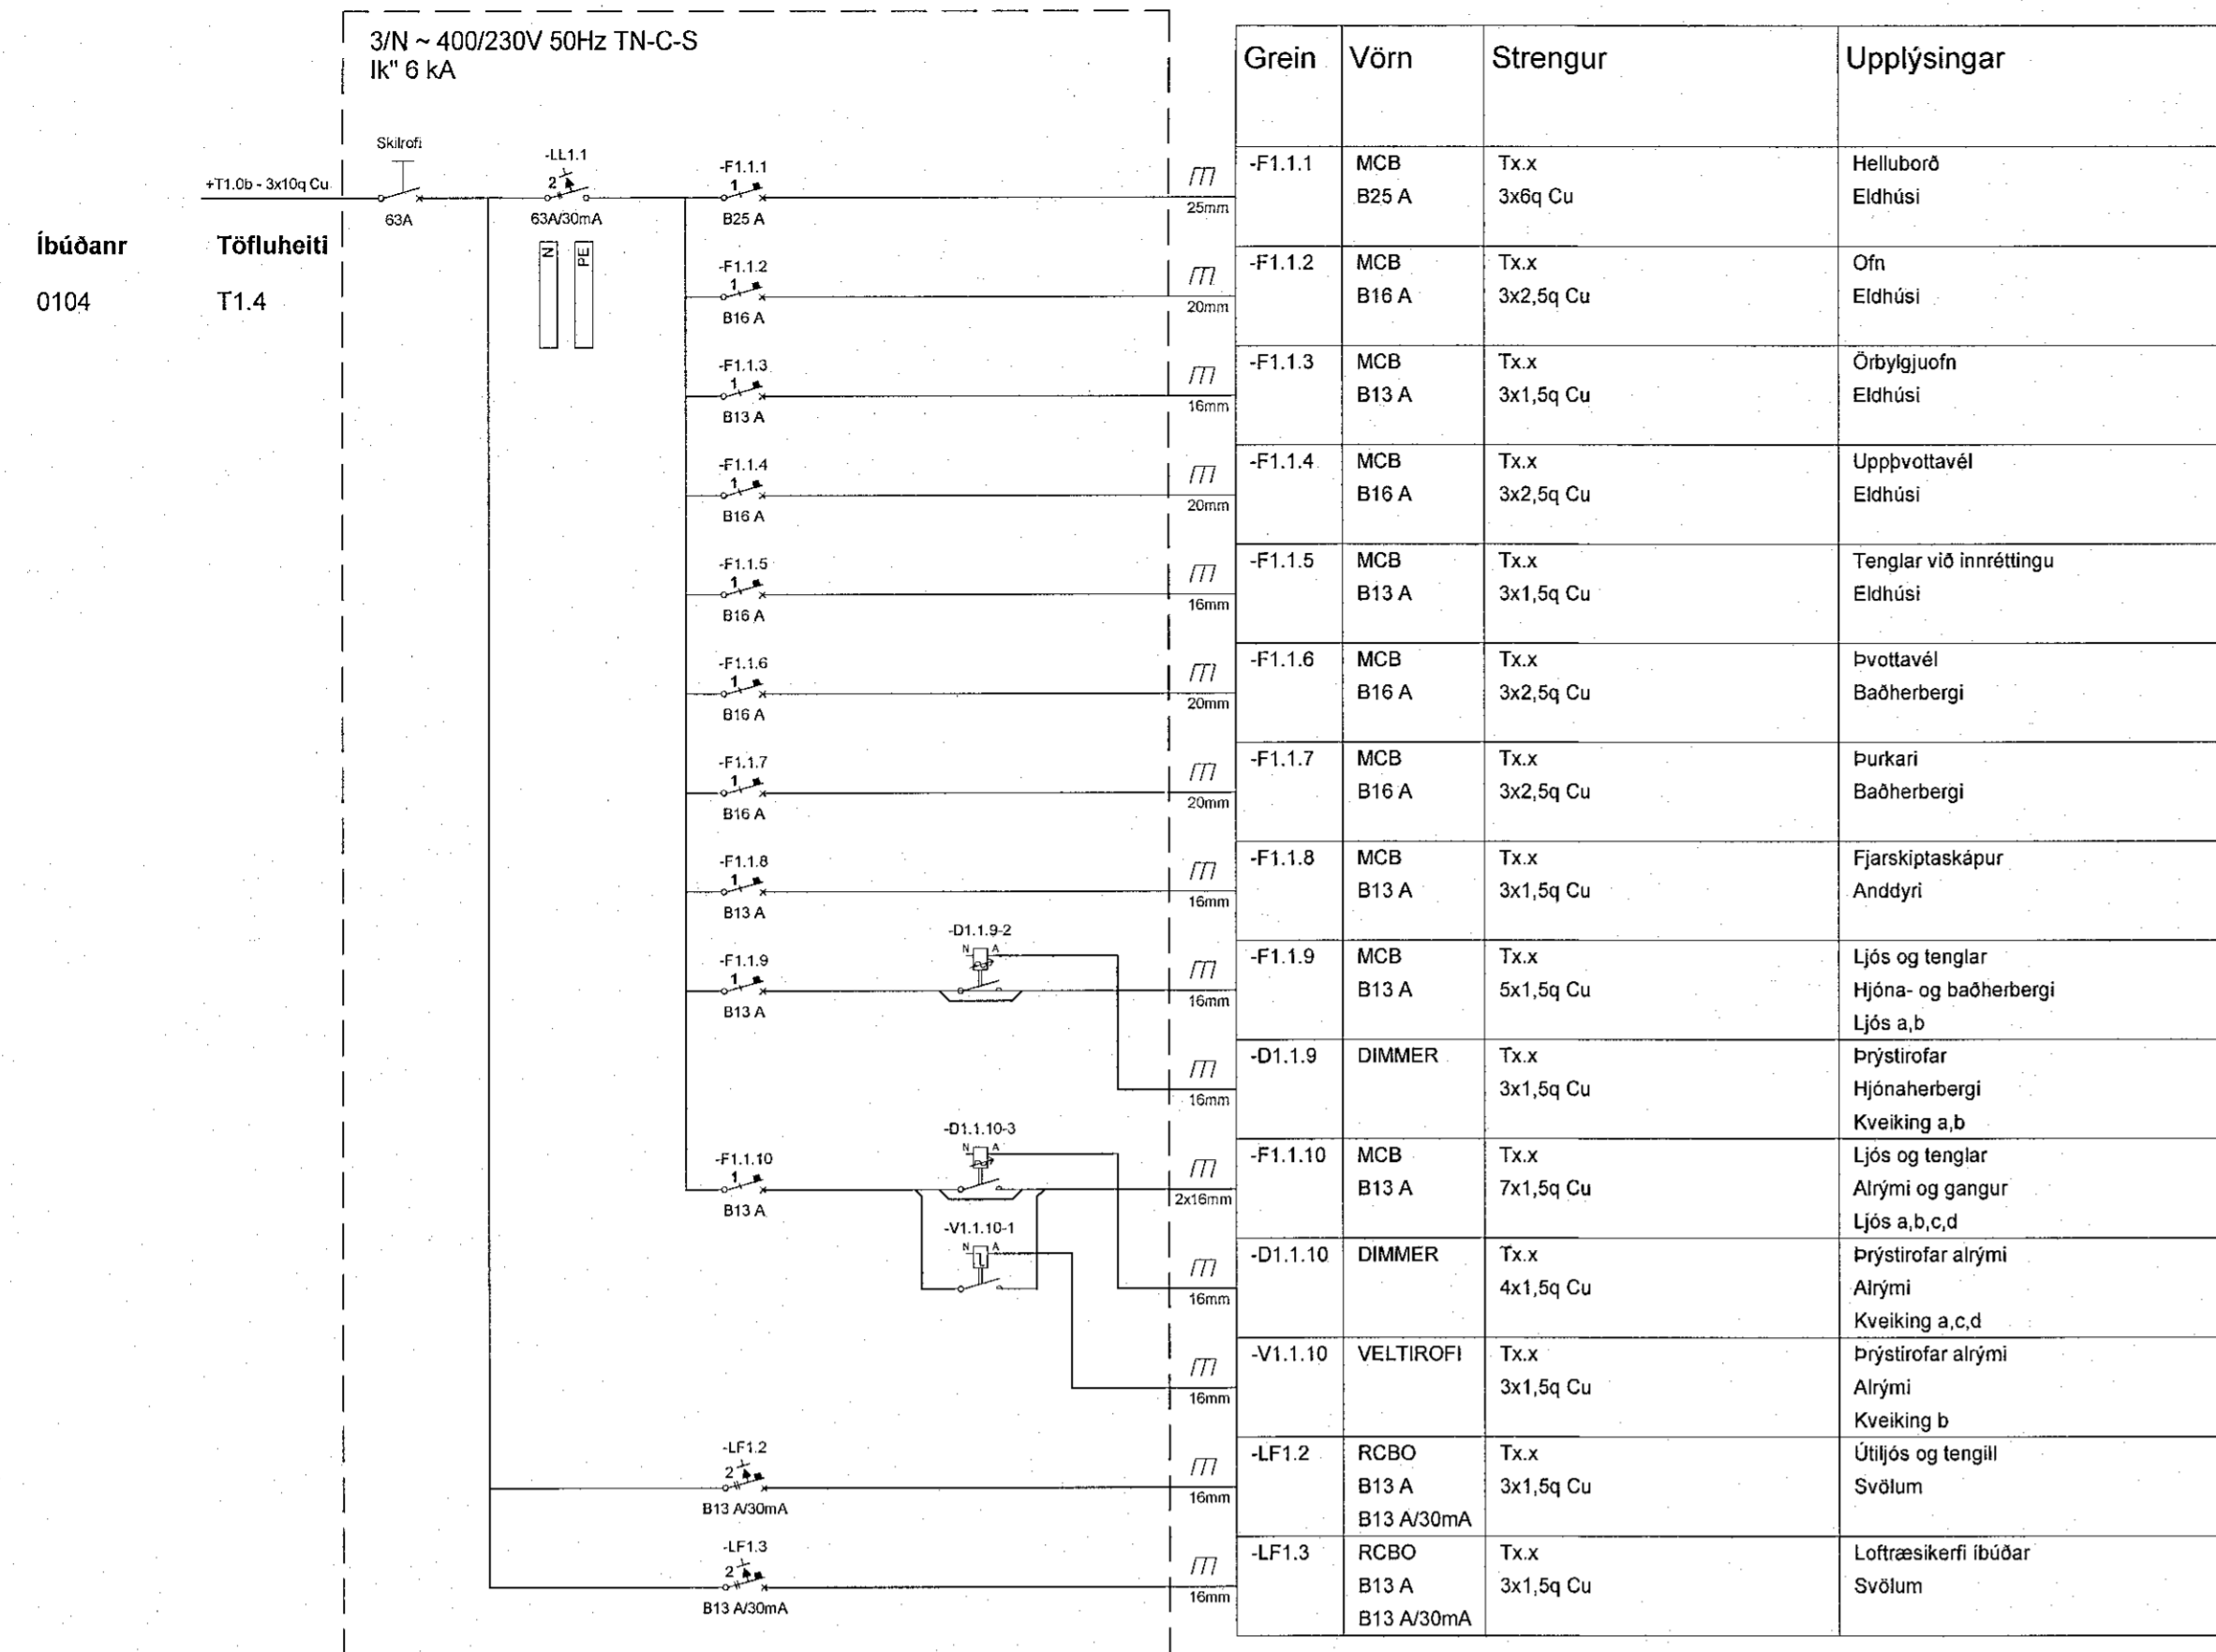 3/N ~ 400/230V 50Hz TN-C-S
Ik" 6 kA
Skilrofi
+T1.0b - 3x10q Cu
63A
-LL1.1
2
63A/30mA
N
PE
Íbúðanr Töfluheiti
0104 T1.4
-F1.1.1
1
B25 A
25mm
-F1.1.2
1
B16 A
20mm
-F1.1.3
1
B13 A
16mm
-F1.1.4
1
B16 A
20mm
-F1.1.5
1
B16 A
16mm
-F1.1.6
1
B16 A
20mm
-F1.1.7
1
B16 A
20mm
-F1.1.8
1
B13 A
16mm
-D1.1.9-2
N A
-F1.1.9
1
B13 A
16mm
16mm
-D1.1.10-3
N A
-F1.1.10
1
B13 A
2x16mm
-V1.1.10-1
N A
16mm
16mm
-LF1.2
2
B13 A/30mA
16mm
-LF1.3
2
B13 A/30mA
16mm
Grein Vörn Strengur Upplýsingar
-F1.1.1 MCB Tx.x Helluborð
B25 A 3x6q Cu Eldhúsi
-F1.1.2 MCB Tx.x Ofn
B16 A 3x2,5q Cu Eldhúsi
-F1.1.3 MCB Tx.x Örbylgjuofn
B13 A 3x1,5q Cu Eldhúsi
-F1.1.4 MCB Tx.x Uppþvottavél
B16 A 3x2,5q Cu Eldhúsi
-F1.1.5 MCB Tx.x Tenglar við innréttingu
B13 A 3x1,5q Cu Eldhúsi
-F1.1.6 MCB Tx.x Þvottavél
B16 A 3x2,5q Cu Baðherbergi
-F1.1.7 MCB Tx.x Þurkari
B16 A 3x2,5q Cu Baðherbergi
-F1.1.8 MCB Tx.x Fjarskiptaskápur
B13 A 3x1,5q Cu Anddyri
-F1.1.9 MCB Tx.x Ljós og tenglar
B13 A 5x1,5q Cu Hjóna- og baðherbergi
Ljós a,b
-D1.1.9 DIMMER Tx.x Þrýstirofar
3x1,5q Cu Hjónaherbergi
Kveiking a,b
-F1.1.10 MCB Tx.x Ljós og tenglar
B13 A 7x1,5q Cu Alrými og gangur
Ljós a,b,c,d
-D1.1.10 DIMMER Tx.x Þrýstirofar alrými
4x1,5q Cu Alrými
Kveiking a,c,d
-V1.1.10 VELTIROFI Tx.x Þrýstirofar alrými
3x1,5q Cu Alrými
Kveiking b
-LF1.2 RCBO Tx.x Útiljós og tengill
B13 A 3x1,5q Cu Svölum
B13 A/30mA
-LF1.3 RCBO Tx.x Loftræsikerfi íbúðar
B13 A 3x1,5q Cu Svölum
B13 A/30mA